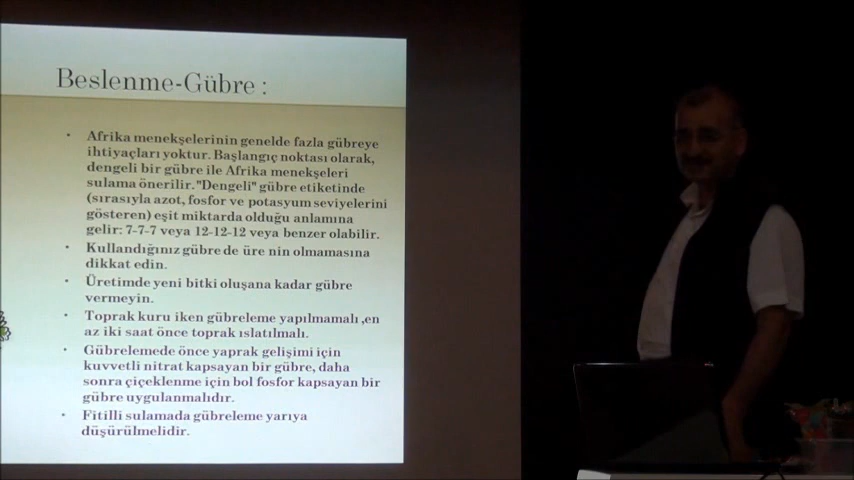 Beslenme-Gübre :
• Afrika menekşelerinin genelde fazla gübreye
ihtiyaçları yoktur. Başlangıç noktası olarak,
dengeli bir gübre ile Afrika menekşeleri
sulama önerilir. "Dengeli" gübre etiketinde
(sırasıyla azot, fosfor ve potasyum seviyelerini
gösteren) eşit miktarda olduğu anlamına
gelir: 7-7-7 veya 12-12-12 veya benzer olabilir.
• Kullandığınız gübre de üre nin olmamasına
dikkat edin.
• Üretimde yeni bitki oluşana kadar gübre
vermeyin.
• Toprak kuru iken gübreleme yapılmamalı ,en
az iki saat önce toprak ıslatılmalı.
• Gübrelemede önce yaprak gelişimi için
kuvvetli nitrat kapsayan bir gübre, daha
sonra çiçeklenme için bol fosfor kapsayan bir
gübre uygulanmalıdır.
• Fitilli sulamada gübreleme yarıya
düşürülmelidir.